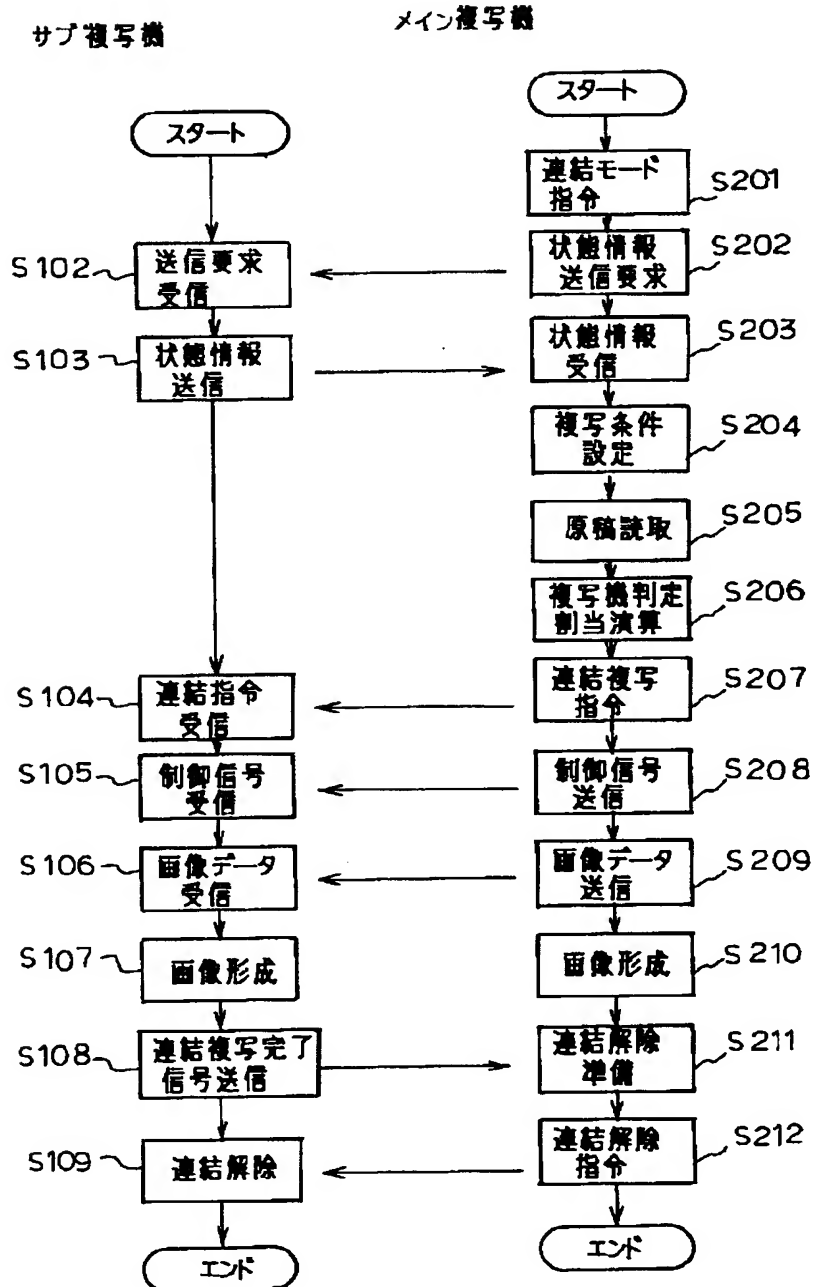 サブ複写機
メイン複写機
スタート
S102
送信要求
受信
S103
状態情報
送信
S104
連結指令
受信
S105
制御信号
受信
S106
画像データ
受信
S107
画像形成
S108
連結複写完了
信号送信
S109
連結解除
エンド
スタート
連結モード
指令
S201
状態情報
送信要求
S202
状態情報
受信
S203
複写条件
設定
S204
原稿読取
S205
複写機判定
割当演算
S206
連結複写
指令
S207
制御信号
送信
S208
画像データ
送信
S209
画像形成
S210
連結解除
準備
S211
連結解除
指令
S212
エンド